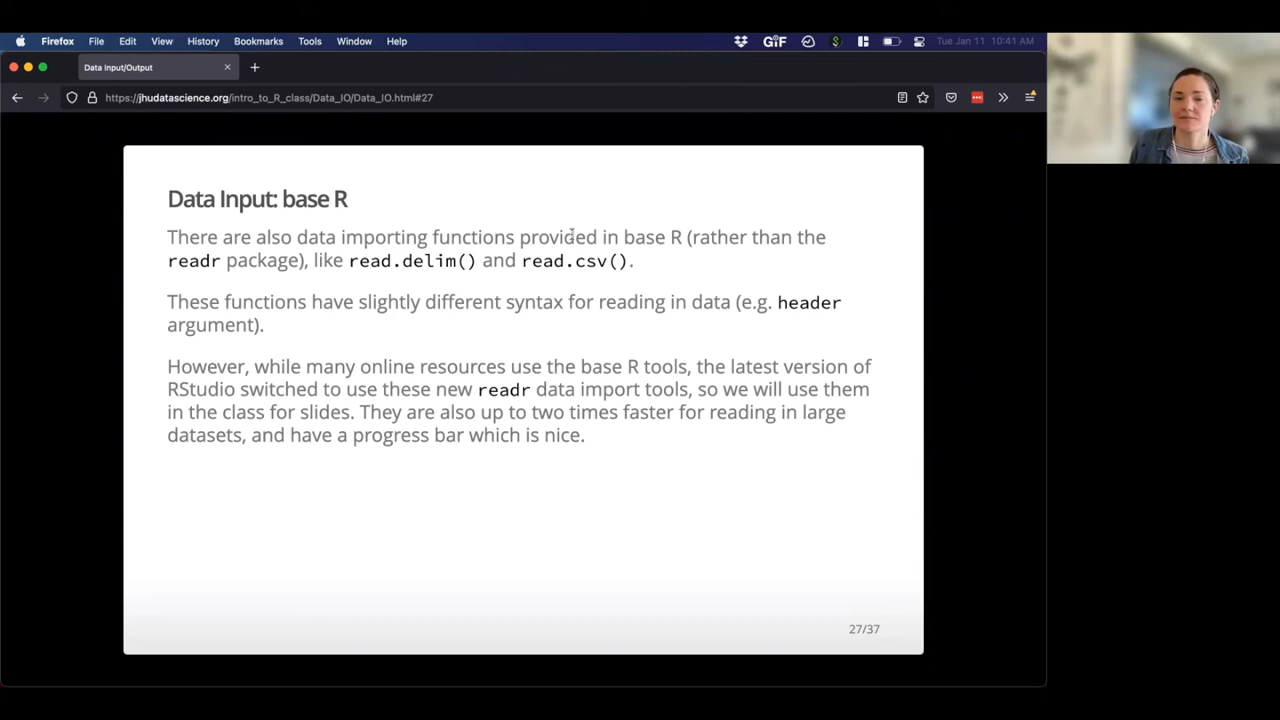 Firefox File Edit View History Bookmarks Tools Window Help GIF $ Tue Jan 11 10:41 AM
Data Input/Output
https://jhudatascience.org/intro_to_R_class/Data_IO/Data_IO.html#27
Data Input: base R
There are also data importing functions provided in base R (rather than the
readr package), like read.delim() and read.csv().
These functions have slightly different syntax for reading in data (e.g. header
argument).
However, while many online resources use the base R tools, the latest version of
RStudio switched to use these new readr data import tools, so we will use them
in the class for slides. They are also up to two times faster for reading in large
datasets, and have a progress bar which is nice.
27/37